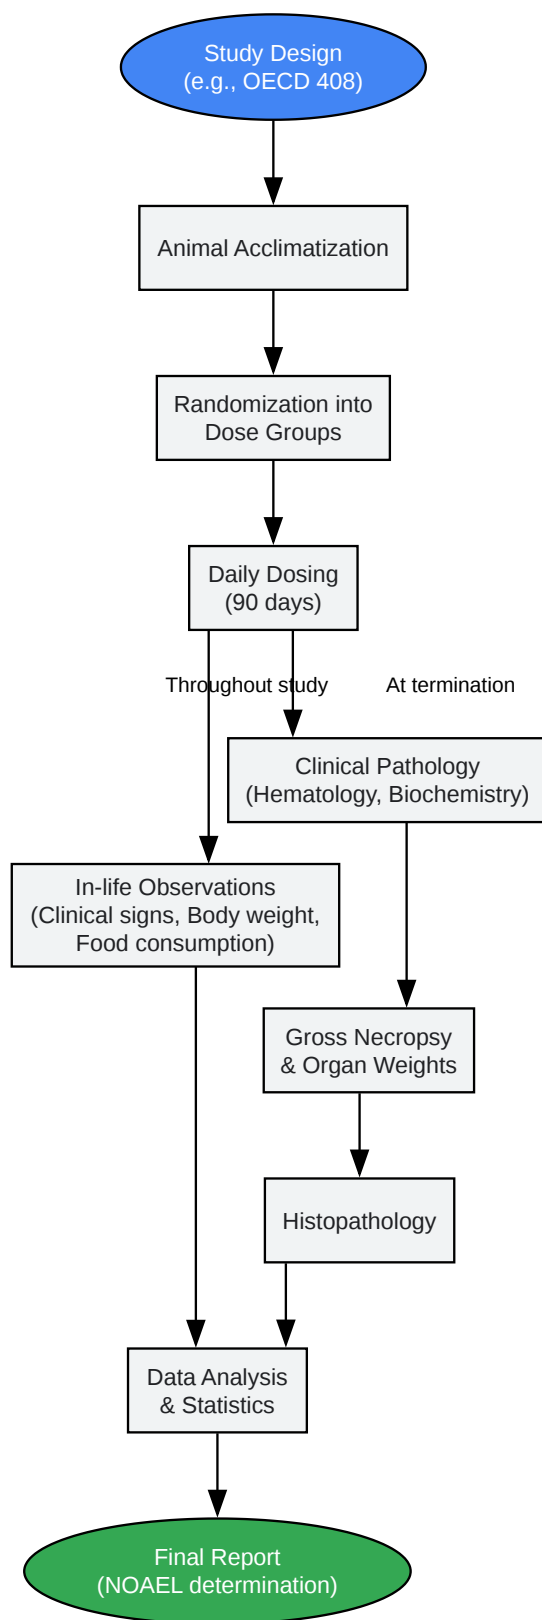 Study Design
(e.g., OECD 408)
Animal Acclimatization
Randomization into
Dose Groups
Daily Dosing
(90 days)
Throughout study
At termination
Clinical Pathology
(Hematology, Biochemistry)
In-life Observations
(Clinical signs, Body weight,
Food consumption)
Gross Necropsy
& Organ Weights
Histopathology
Data Analysis
& Statistics
Final Report
(NOAEL determination)